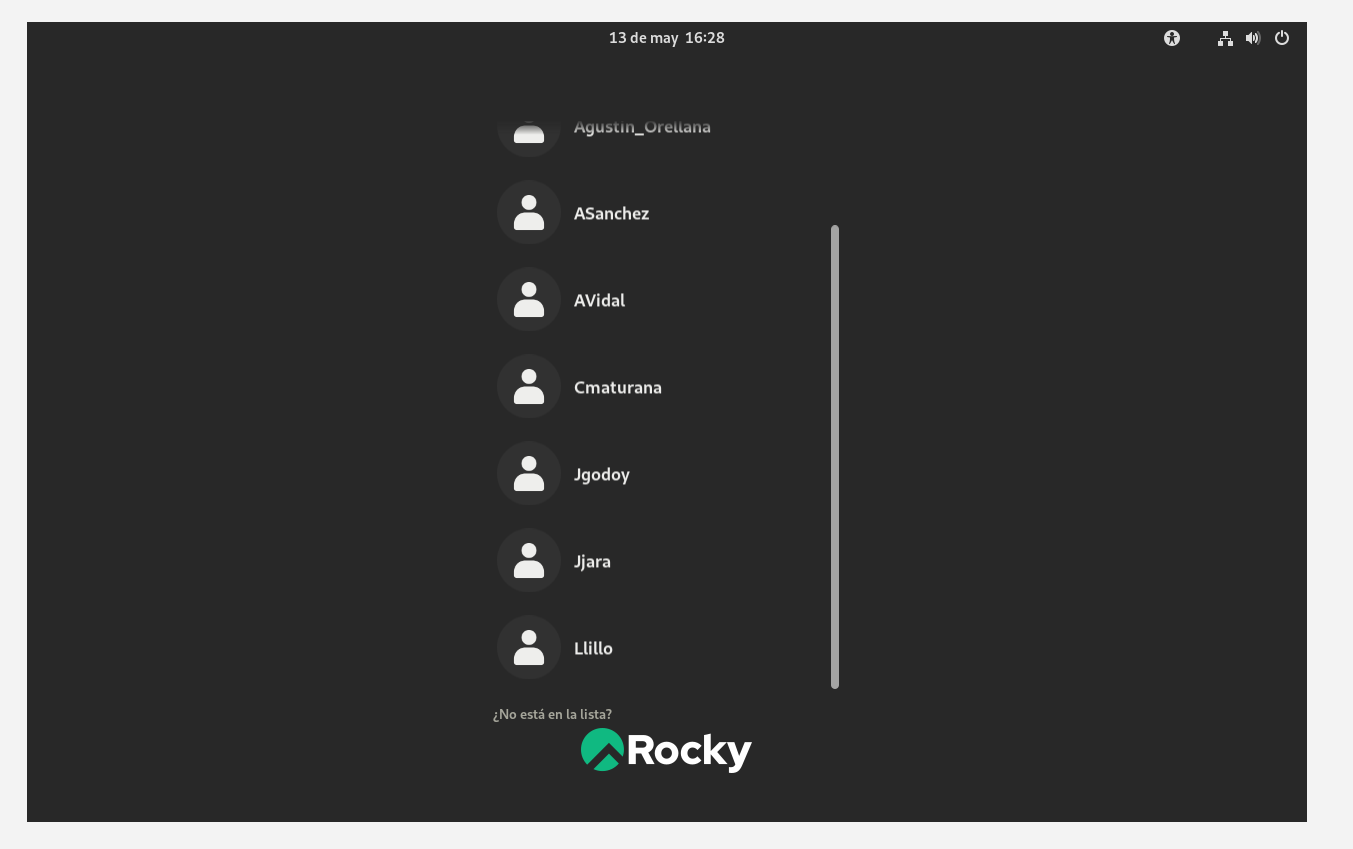 13 de may 16:28
Agustin_Orellana
ASanchez
AVidal
Cmaturana
Jgodoy
Jjara
Llillo
¿No está en la lista?
Rocky